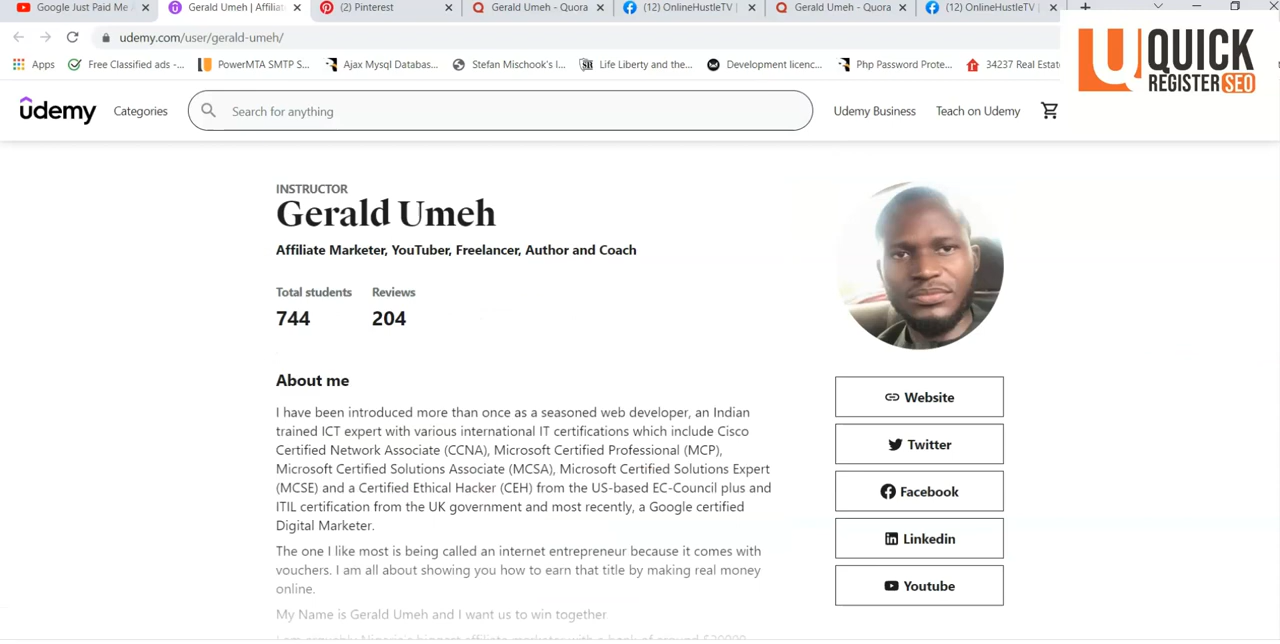 Google Just Paid Me
Gerald Umeh | Affiliat
(2) Pinterest
Gerald Umeh - Quora
(12) OnlineHustleTV |
Gerald Umeh - Quora
(12) OnlineHustleTV |
udemy.com/user/gerald-umeh/
Apps
Free Classified ads -...
PowerMTA SMTP S...
Ajax Mysql Databas...
Stefan Mischook's I...
Life Liberty and the...
Development licenc...
Php Password Prote...
34237 Real Estate
QUICK
REGISTER SEO
udemy
Categories
Search for anything
Udemy Business
Teach on Udemy
INSTRUCTOR
Gerald Umeh
Affiliate Marketer, YouTuber, Freelancer, Author and Coach
Total students
Reviews
744
204
About me
I have been introduced more than once as a seasoned web developer, an Indian
trained ICT expert with various international IT certifications which include Cisco
Certified Network Associate (CCNA), Microsoft Certified Professional (MCP),
Microsoft Certified Solutions Associate (MCSA), Microsoft Certified Solutions Expert
(MCSE) and a Certified Ethical Hacker (CEH) from the US-based EC-Council plus and
ITIL certification from the UK government and most recently, a Google certified
Digital Marketer.
The one I like most is being called an internet entrepreneur because it comes with
vouchers. I am all about showing you how to earn that title by making real money
online.
My Name is Gerald Umeh and I want us to win together
Website
Twitter
Facebook
Linkedin
Youtube